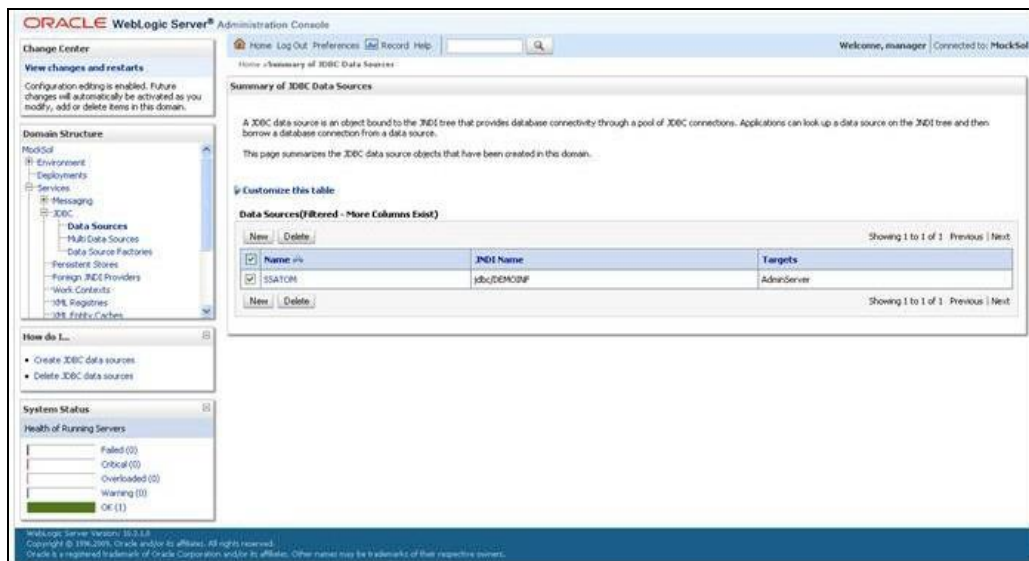 ORACLE WebLogic Server® Administration Console
Change Center
View changes and restarts
Configuration editing is enabled. Future
changes will automatically be activated as you
modify, add or delete items in this domain.
Domain Structure
MockSol
Environment
Deployments
Services
Messaging
JDBC
Data Sources
Multi Data Sources
Data Source Factories
Persistent Stores
Foreign JNDI Providers
Work Contexts
XML Registries
XML Entity Caches
How do I...
Create JDBC data sources
Delete JDBC data sources
System Status
Health of Running Servers
Failed (0)
Critical (0)
Overloaded (0)
Warning (0)
OK (1)
Home Log Out Preferences Record Help
Welcome, manager Connected to: MockSol
Home >Summary of JDBC Data Sources
Summary of JDBC Data Sources
A JDBC data source is an object bound to the JNDI tree that provides database connectivity through a pool of JDBC connections. Applications can look up a data source on the JNDI tree and then
borrow a database connection from a data source.
This page summarizes the JDBC data source objects that have been created in this domain.
Customize this table
Data Sources(Filtered - More Columns Exist)
New Delete Showing 1 to 1 of 1 Previous | Next
Name JNDI Name Targets
SSATOM jdbc/DEMOINF AdminServer
New Delete Showing 1 to 1 of 1 Previous | Next
WebLogic Server Version: 10.3.1.0
Copyright © 1996,2009, Oracle and/or its affiliates. All rights reserved.
Oracle is a registered trademark of Oracle Corporation and/or its affiliates. Other names may be trademarks of their respective owners.